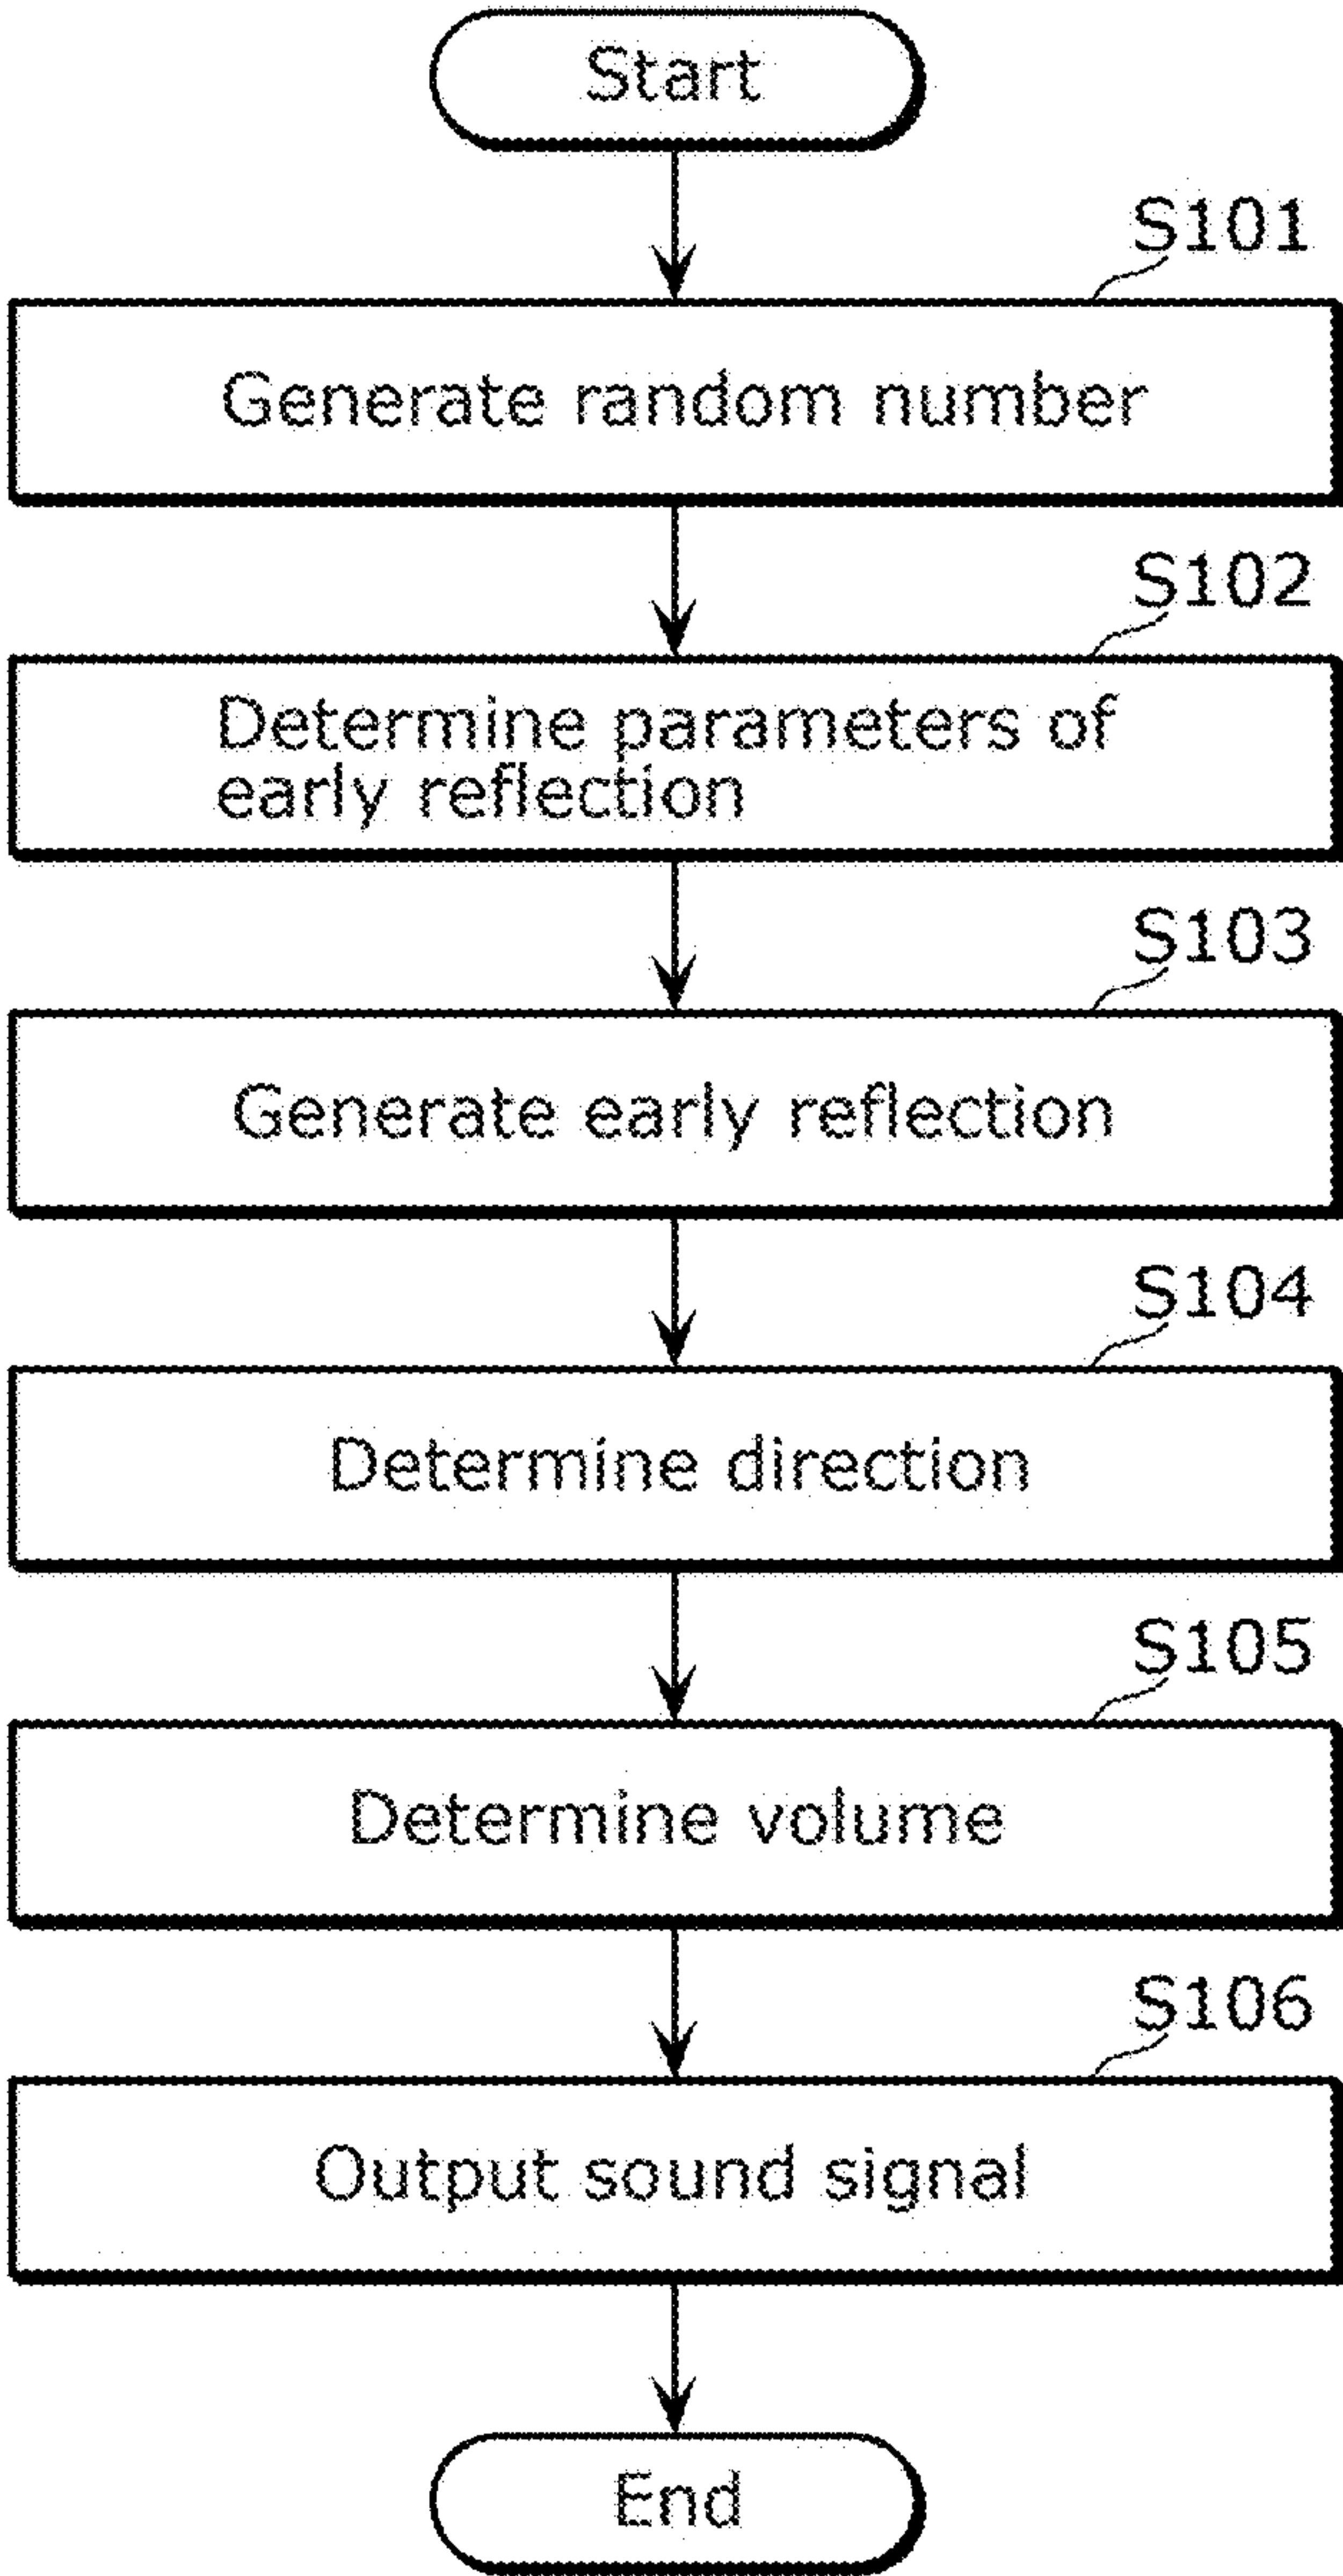 Start
S101
Generate random number
S102
Determine parameters of
early reflection
S103
Generate early reflection
S104
Determine direction
S105
Determine volume
S106
Output sound signal
End